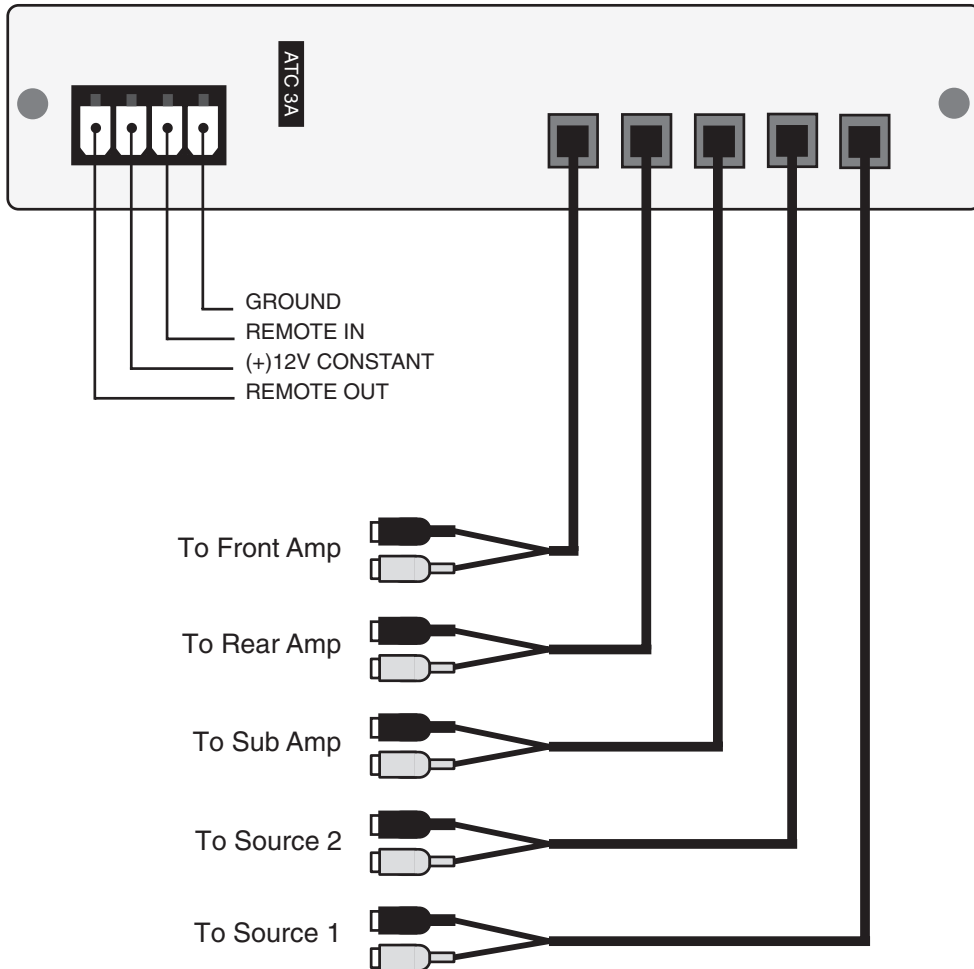 ATC 3A
GROUND
REMOTE IN
(+)12V CONSTANT
REMOTE OUT
To Front Amp
To Rear Amp
To Sub Amp
To Source 2
To Source 1